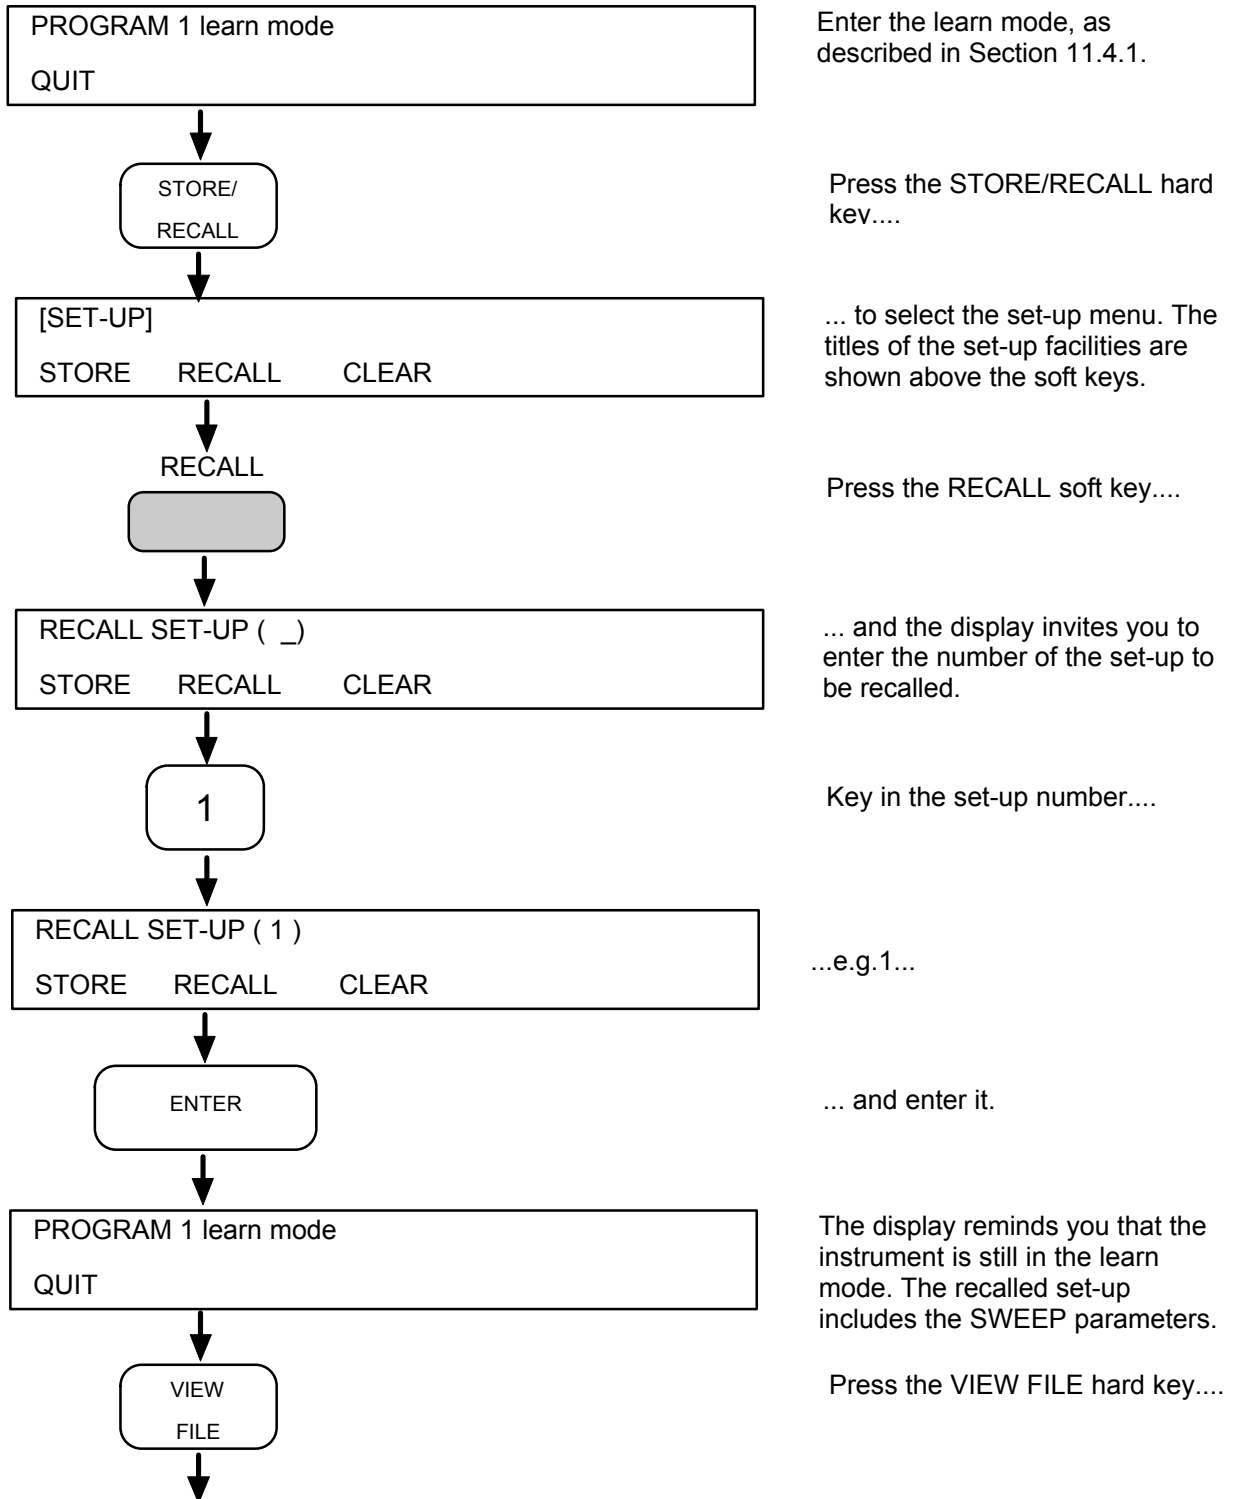 PROGRAM 1 learn mode
QUIT
Enter the learn mode, as
described in Section 11.4.1.
STORE/
RECALL
Press the STORE/RECALL hard
kev....
[SET-UP]
STORE RECALL CLEAR
... to select the set-up menu. The
titles of the set-up facilities are
shown above the soft keys.
RECALL
Press the RECALL soft key....
RECALL SET-UP ( _)
STORE RECALL CLEAR
... and the display invites you to
enter the number of the set-up to
be recalled.
1
Key in the set-up number....
RECALL SET-UP ( 1 )
STORE RECALL CLEAR
...e.g.1...
ENTER
... and enter it.
PROGRAM 1 learn mode
QUIT
The display reminds you that the
instrument is still in the learn
mode. The recalled set-up
includes the SWEEP parameters.
VIEW
FILE
Press the VIEW FILE hard key....